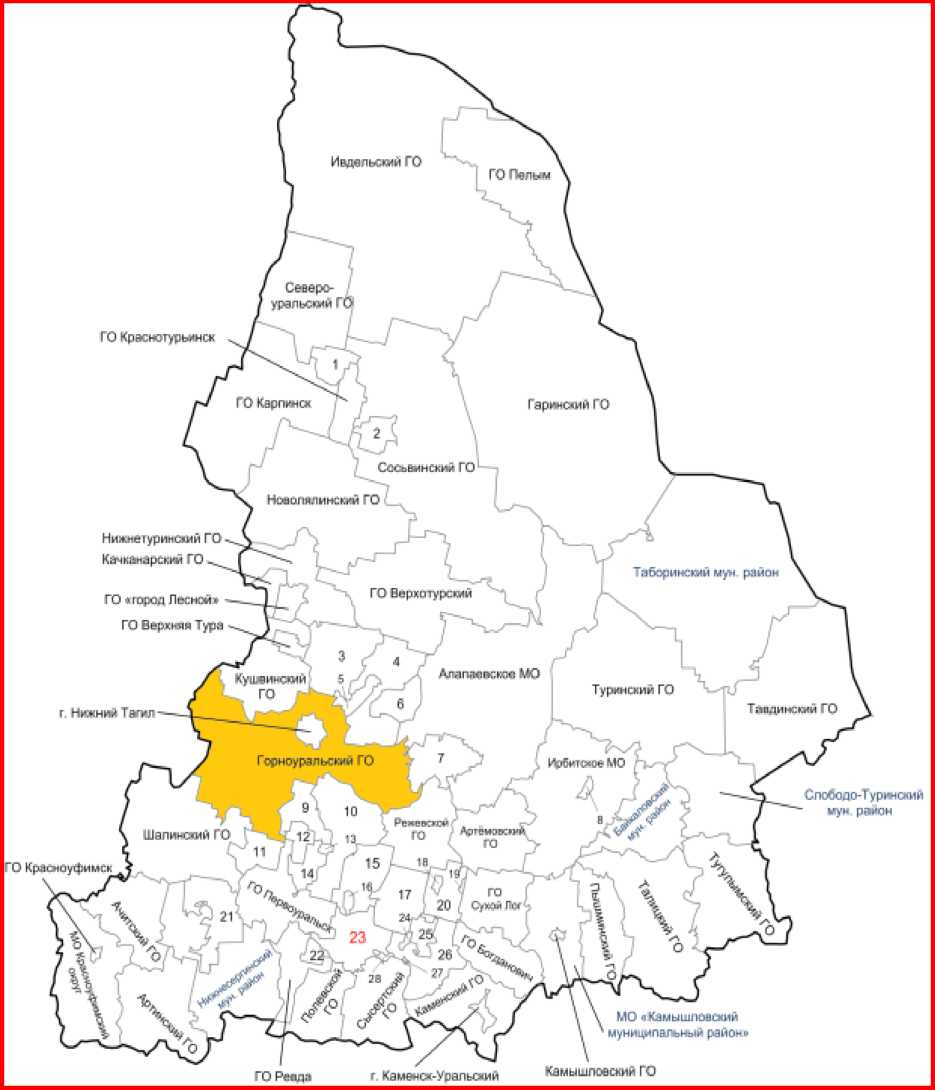 Ивдельский ГО
ГО Пелым
Северо-
уральский ГО
ГО Краснотурьинск
1
ГО Карпинск
Гаринский ГО
2
Сосьвинский ГО
Новолялинский ГО
Нижнетуринский ГО
Качканарский ГО
Таборинский мун. район
ГО «город Лесной»
ГО Верхотурский
ГО Верхняя Тура
3
4
Алапаевское МО
5
Кушвинский
ГО
Туринский ГО
6
Тавдинский ГО
г. Нижний Тагил
7
Горноуральский ГО
Ирбитское МО
Слободо-Туринский
мун. район
9
10
8
Байкаловский
мун. район
Шалинский ГО
Режевской
ГО
Артёмовский
ГО
12
13
11
ГО Красноуфимск
14
15
18
19
16
17
20
ГО
Сухой Лог
Пышминский ГО
Талицкий ГО
Тугулымский ГО
ГО Первоуральск
21
Ачитский ГО
24
23
25
МО Красноуфимский
округ
22
26
ГО Богданович
27
28
Нижнесергинский
мун. район
Артинский ГО
Полевской
ГО
Сысертский
ГО
Каменский ГО
МО «Камышловский
муниципальный район»
ГО Ревда
г. Каменск-Уральский
Камышловский ГО